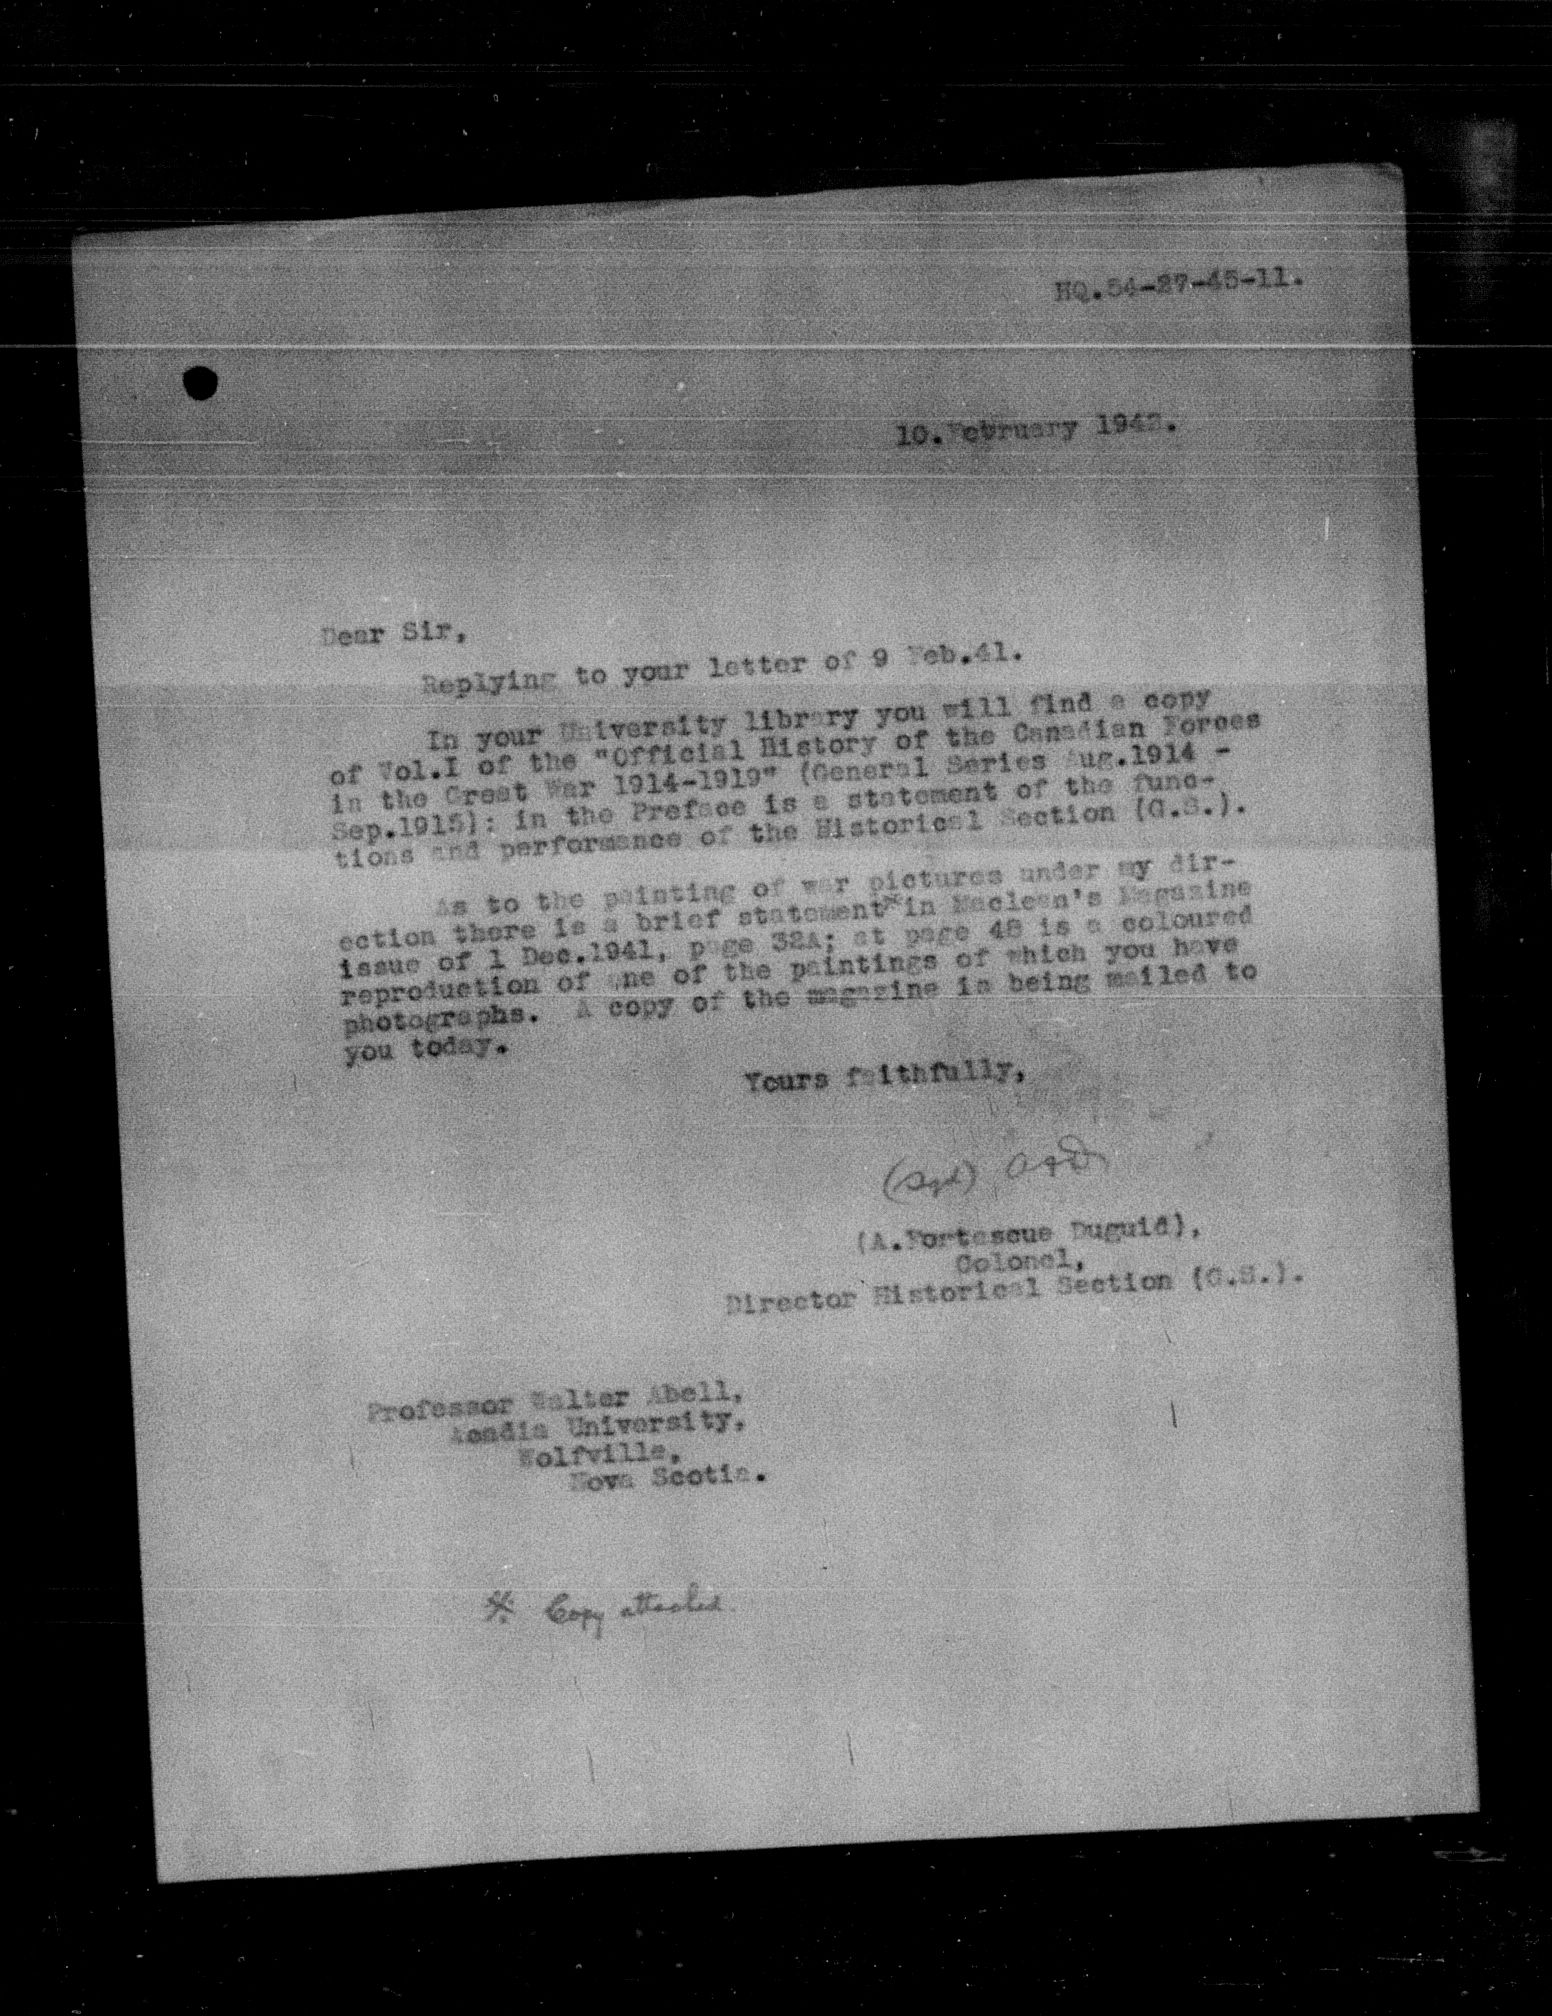 HQ.54-27-45-11.
10.February 1942.
Dear Sir,
Replying to your letter of 9 Feb.41.
In your University library you will find a copy
of Vol.I of the "Official History of the Canadian Forces
in the Great War 1914-1919" (General Series Aug.1914 -
Sep.1915): in the Preface is a statement of the func-
tions and performance of the Historical Section (G.S.).
As to the painting of war pictures under my dir-
ection there is a brief statement* in Maclean's Magazine
issue of 1 Dec.1941, page 32A; at page 48 is a coloured
reproduction of one of the paintings of which you have
photographs. A copy of the magazine is being mailed to
you today.
Yours faithfully,
(Sgd) AFD
(A.Fortescue Duguid),
Colonel,
Director Historical Section (G.S.).
Professor Walter Abell,
Acadia University,
Wolfville,
Nova Scotia.
* Copy attached